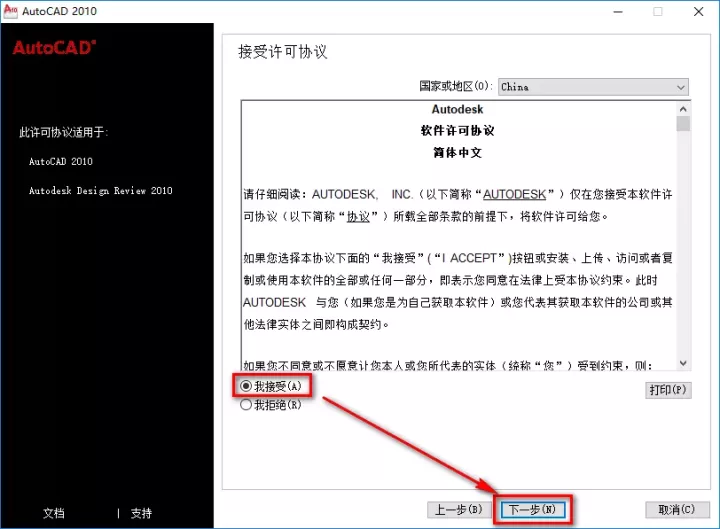 AutoCAD 2010
AutoCAD
接受许可协议
国家或地区(O): China
此许可协议适用于:
AutoCAD 2010
Autodesk Design Review 2010
Autodesk
软件许可协议
简体中文
请仔细阅读：AUTODESK, INC.（以下简称“AUTODESK”）仅在您接受本软件许
可协议（以下简称“协议”）所载全部条款的前提下，将软件许可给您。
如果您选择本协议下面的“我接受”(“I ACCEPT”)按钮或安装、上传、访问或者复
制或使用本软件的全部或任何一部分，即表示您同意在法律上受本协议约束。此时
AUTODESK 与您（如果您是为自己获取本软件）或您代表其获取本软件的公司或其
他法律实体之间即构成契约。
如果您不同意或不愿意让您本人或您所代表的实体（统称“您”）受到约束，则：
我接受(A)
我拒绝(R)
打印(P)
文档 | 支持
上一步(B) 下一步(N) 取消(C)